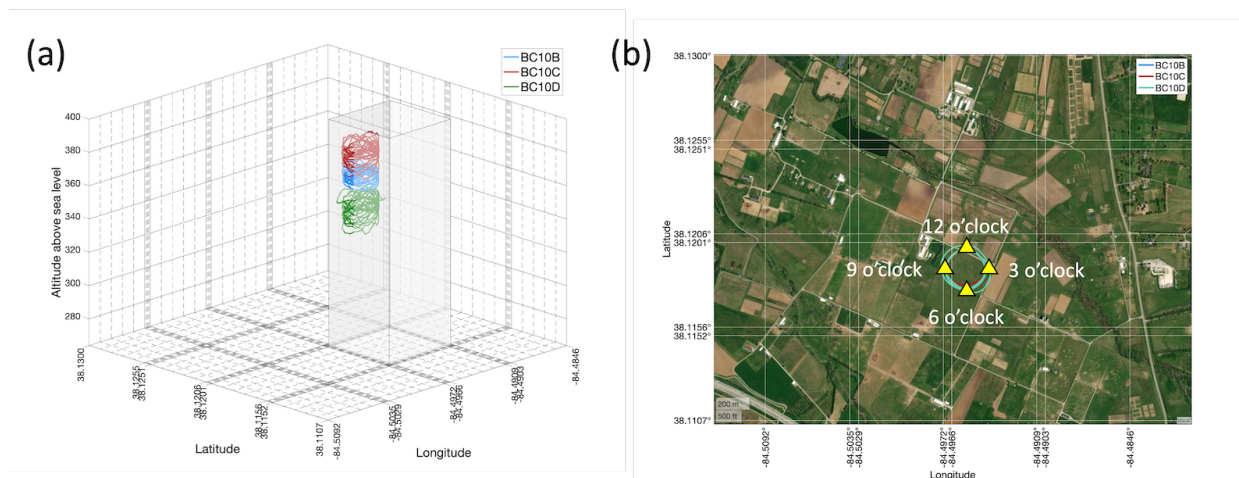 (a)
BC10B
BC10C
BC10D
400
380
360
340
320
300
280
Altitude above sea level
38.1300
38.1255
38.1251
38.1206
38.1201
38.1156
38.1152
38.1107
-84.5092
-84.5035
-84.5029
-84.4972
-84.4966
-84.4909
-84.4903
-84.4846
Latitude
Longitude
(b)
BC10B
BC10C
BC10D
38.1300°
38.1255°
38.1251°
38.1206°
38.1201°
38.1156°
38.1152°
38.1107°
Latitude
12 o'clock
9 o'clock
3 o'clock
6 o'clock
200 m
500 ft
-84.5092°
-84.5035°
-84.5029°
-84.4972°
-84.4966°
-84.4909°
-84.4903°
-84.4846°
Longitude